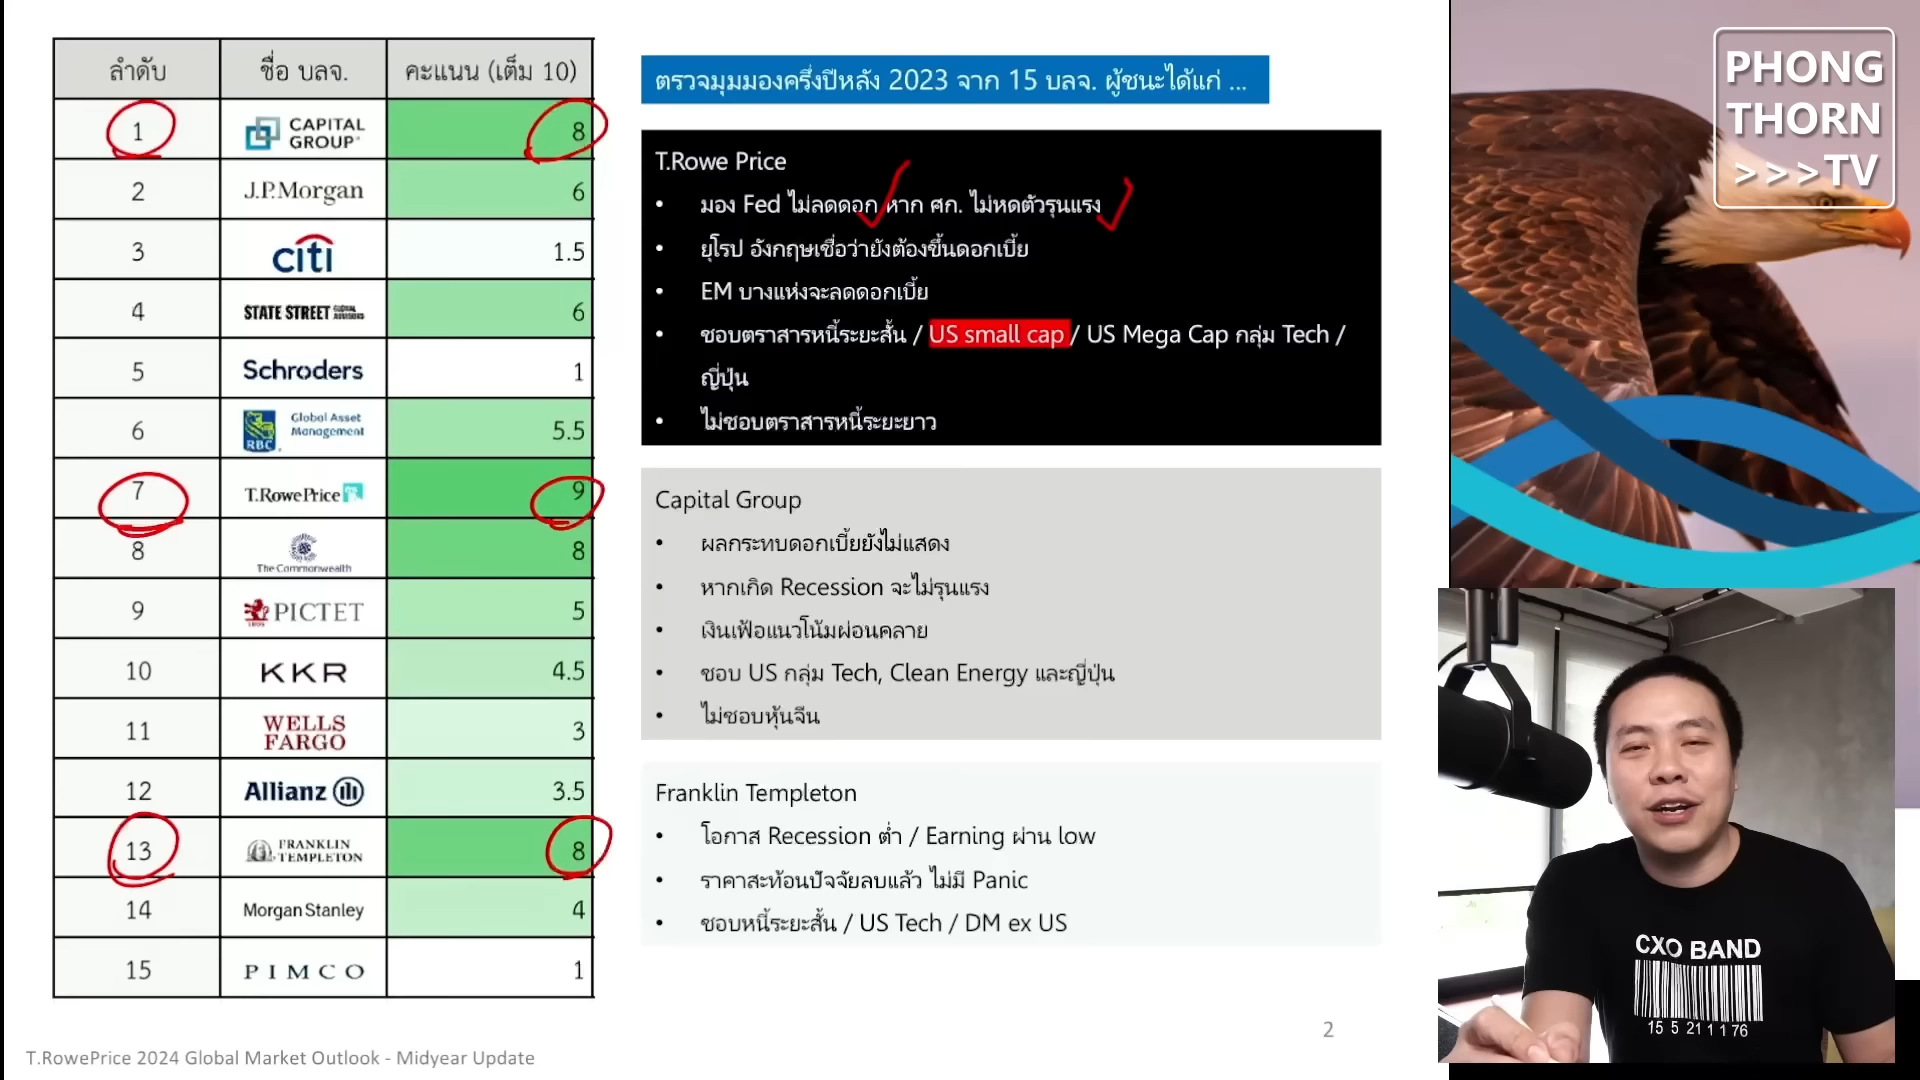 ลำดับ ชื่อ บลจ. คะแนน (เต็ม 10)
1 CAPITAL GROUP 8
2 J.P.Morgan 6
3 citi 1.5
4 STATE STREET GLOBAL ADVISORS 6
5 Schroders 1
6 RBC Global Asset Management 5.5
7 T.RowePrice 9
8 The Commonwealth 8
9 PICTET 5
10 KKR 4.5
11 WELLS FARGO 3
12 Allianz 3.5
13 FRANKLIN TEMPLETON 8
14 Morgan Stanley 4
15 PIMCO 1
T.RowePrice 2024 Global Market Outlook - Midyear Update
ตรวจมุมมองครึ่งปีหลัง 2023 จาก 15 บลจ. ผู้ชนะได้แก่ ...
T.Rowe Price
• มอง Fed ไม่ลดดอก หาก ศก. ไม่หดตัวรุนแรง
• ยุโรป อังกฤษเชื่อว่ายังต้องขึ้นดอกเบี้ย
• EM บางแห่งจะลดดอกเบี้ย
• ชอบตราสารหนี้ระยะสั้น / US small cap / US Mega Cap กลุ่ม Tech /
ญี่ปุ่น
• ไม่ชอบตราสารหนี้ระยะยาว
Capital Group
• ผลกระทบดอกเบี้ยยังไม่แสดง
• หากเกิด Recession จะไม่รุนแรง
• เงินเฟ้อแนวโน้มผ่อนคลาย
• ชอบ US กลุ่ม Tech, Clean Energy และญี่ปุ่น
• ไม่ชอบหุ้นจีน
Franklin Templeton
• โอกาส Recession ต่ำ / Earning ผ่าน low
• ราคาสะท้อนปัจจัยลบแล้ว ไม่มี Panic
• ชอบหนี้ระยะสั้น / US Tech / DM ex US
2
PHONG
THORN
>>>TV
CXO BAND
15 5 21 1 76